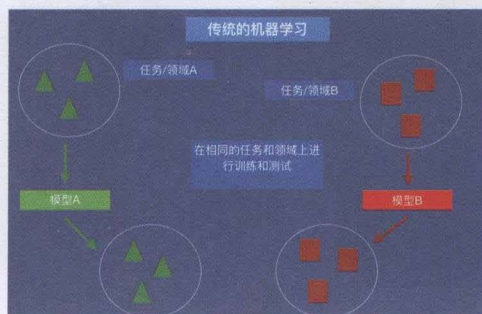 传统的机器学习
任务/领域A
任务/领域B
在相同的任务和领域上进
行训练和测试
模型A
模型B